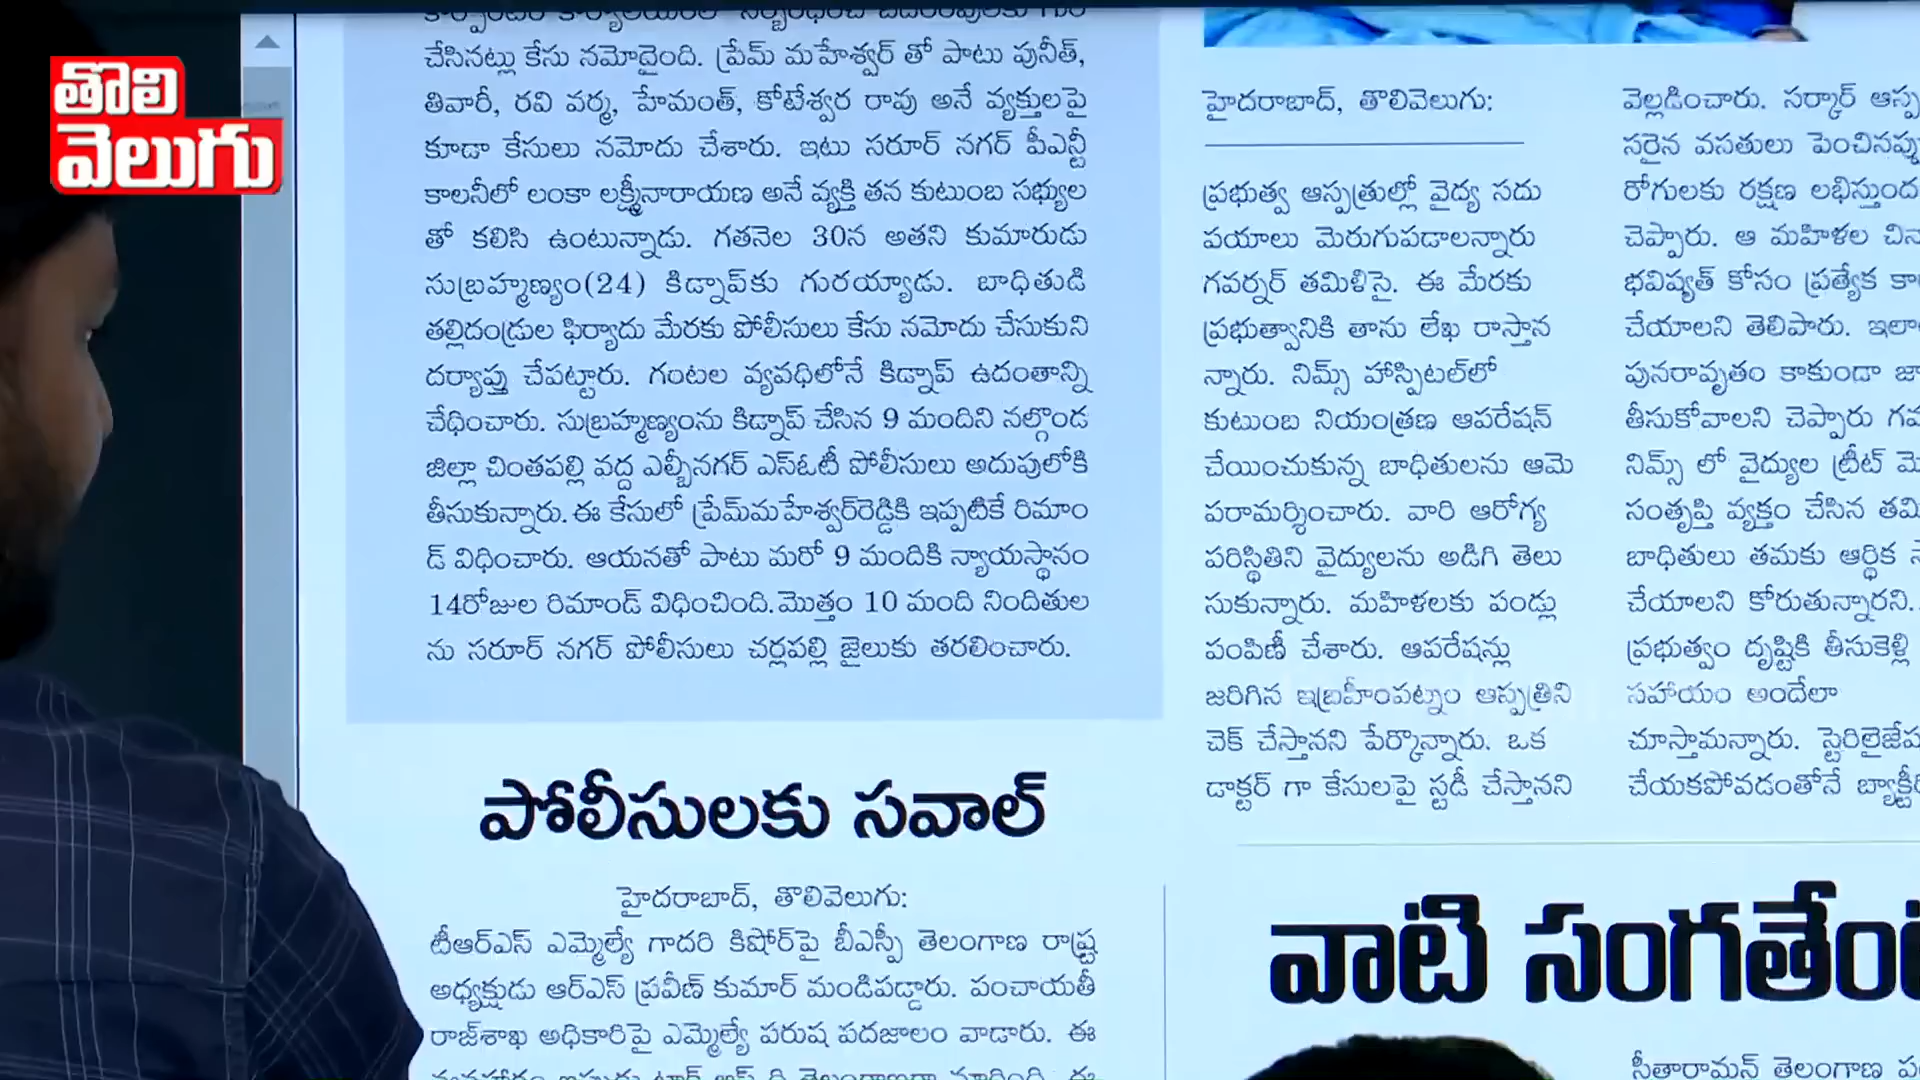 తొలి
వెలుగు
చేసినట్లు కేసు నమోదైంది. ప్రేమ్ మహేశ్వర్ తో పాటు పునీత్,
తివారీ, రవి వర్మ, హేమంత్, కోటేశ్వర రావు అనే వ్యక్తులపై
కూడా కేసులు నమోదు చేశారు. ఇటు సరూర్ నగర్ పీఎన్టీ
కాలనీలో లంకా లక్ష్మీనారాయణ అనే వ్యక్తి తన కుటుంబ సభ్యుల
తో కలిసి ఉంటున్నాడు. గతనెల 30న అతని కుమారుడు
సుబ్రహ్మణ్యం(24) కిడ్నాప్‌కు గురయ్యాడు. బాధితుడి
తల్లిదండ్రుల ఫిర్యాదు మేరకు పోలీసులు కేసు నమోదు చేసుకుని
దర్యాప్తు చేపట్టారు. గంటల వ్యవధిలోనే కిడ్నాప్ ఉదంతాన్ని
చేధించారు. సుబ్రహ్మణ్యంను కిడ్నాప్ చేసిన 9 మందిని నల్గొండ
జిల్లా చింతపల్లి వద్ద ఎల్బీనగర్ ఎస్ఓటీ పోలీసులు అదుపులోకి
తీసుకున్నారు. ఈ కేసులో ప్రేమ్‌మహేశ్వర్‌రెడ్డికి ఇప్పటికే రిమాం
డ్ విధించారు. ఆయనతో పాటు మరో 9 మందికి న్యాయస్థానం
14రోజుల రిమాండ్ విధించింది. మొత్తం 10 మంది నిందితుల
ను సరూర్ నగర్ పోలీసులు చర్లపల్లి జైలుకు తరలించారు.
పోలీసులకు సవాల్
హైదరాబాద్, తొలివెలుగు:
టీఆర్ఎస్ ఎమ్మెల్యే గాదరి కిషోర్‌పై బీఎస్పీ తెలంగాణ రాష్ట్ర
అధ్యక్షుడు ఆర్ఎస్ ప్రవీణ్ కుమార్ మండిపడ్డారు. పంచాయతీ
రాజ్‌శాఖ అధికారిపై ఎమ్మెల్యే పరుష పదజాలం వాడారు. ఈ
హైదరాబాద్, తొలివెలుగు:
ప్రభుత్వ ఆస్పత్రుల్లో వైద్య సదు
పయాలు మెరుగుపడాలన్నారు
గవర్నర్ తమిళిసై. ఈ మేరకు
ప్రభుత్వానికి తాను లేఖ రాస్తాన
న్నారు. నిమ్స్ హాస్పిటల్‌లో
కుటుంబ నియంత్రణ ఆపరేషన్
చేయించుకున్న బాధితులను ఆమె
పరామర్శించారు. వారి ఆరోగ్య
పరిస్థితిని వైద్యులను అడిగి తెలు
సుకున్నారు. మహిళలకు పండ్లు
పంపిణీ చేశారు. ఆపరేషన్లు
జరిగిన ఇబ్రహీంపట్నం ఆస్పత్రిని
చెక్ చేస్తానని పేర్కొన్నారు. ఒక
డాక్టర్ గా కేసులపై స్టడీ చేస్తానని
వెల్లడించారు. సర్కార్
సరైన వసతులు
రోగులకు రక్షణ
చెప్పారు. ఆ మహిళల
భవిష్యత్ కోసం ప్రత్యేక
చేయాలని తెలిపారు.
పునరావృతం కాకుండా
తీసుకోవాలని చెప్పారు
నిమ్స్ లో వైద్యుల ట్రీట్
సంతృప్తి వ్యక్తం చేసిన
బాధితులు తమకు ఆర్థిక
చేయాలని కోరుతున్నారని..
ప్రభుత్వం దృష్టికి తీసుకెళ్లి
సహాయం అందేలా
చూస్తామన్నారు.
చేయకపోవడంతోనే
వాటి
సీతారామన్ తెలంగాణ